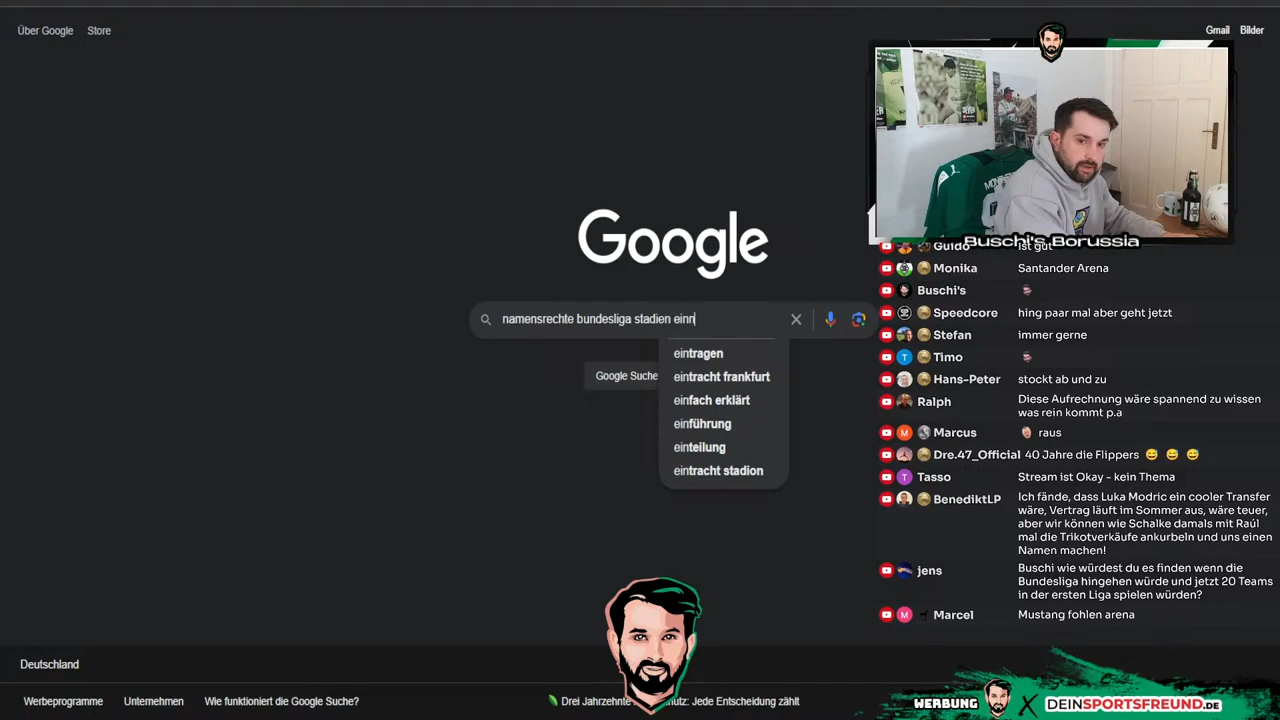 Über Google
Store
Gmail
Bilder
Google
namensrechte bundesliga stadien einn
eintragen
eintracht frankfurt
einfach erklärt
einführung
einteilung
eintracht stadion
Google Suche
Buschi's Borussia
Guido ist gut
Monika Santander Arena
Buschi's
Speedcore hing paar mal aber geht jetzt
Stefan immer gerne
Timo
Hans-Peter stockt ab und zu
Ralph Diese Aufrechnung wäre spannend zu wissen
was rein kommt p.a
Marcus raus
Dre.47_Official 40 Jahre die Flippers
Tasso Stream ist Okay - kein Thema
BenediktLP Ich fände, dass Luka Modric ein cooler Transfer
wäre, Vertrag läuft im Sommer aus, wäre teuer,
aber wir können wie Schalke damals mit Raúl
mal die Trikotverkäufe ankurbeln und uns einen
Namen machen!
jens Buschi wie würdest du es finden wenn die
Bundesliga hingehen würde und jetzt 20 Teams
in der ersten Liga spielen würden?
Marcel Mustang fohlen arena
Deutschland
Werbeprogramme
Unternehmen
Wie funktioniert die Google Suche?
Drei Jahrzehnte
utz: Jede Entscheidung zählt
WERBUNG X DEINSPORTSFREUND.DE